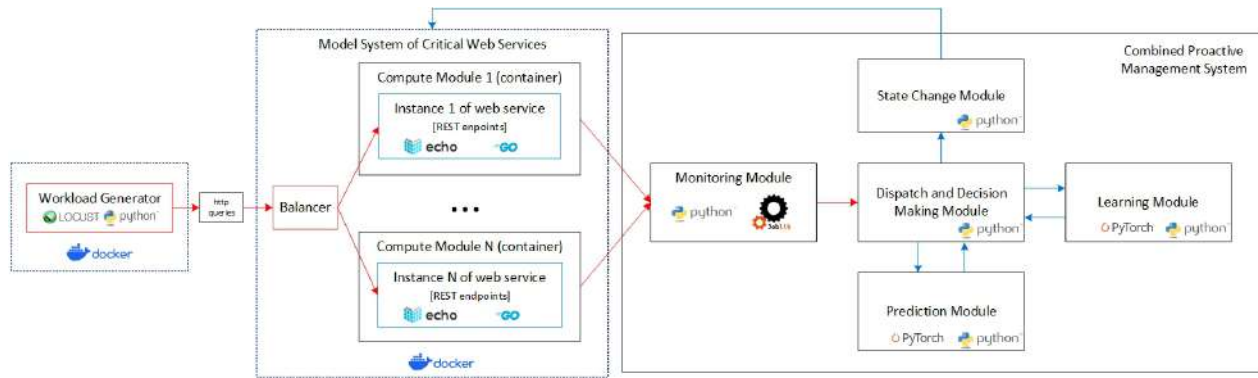 Model System of Critical Web Services
Combined Proactive
Management System
Compute Module 1 (container)
Instance 1 of web service
[REST enpoints]
echo
GO
State Change Module
python
Workload Generator
LOCUST python
docker
http
queries
Balancer
...
Monitoring Module
python
Dispatch and Decision
Making Module
python
Learning Module
PyTorch python
Compute Module N (container)
Instance N of web service
[REST endpoints]
echo
GO
docker
Prediction Module
PyTorch python